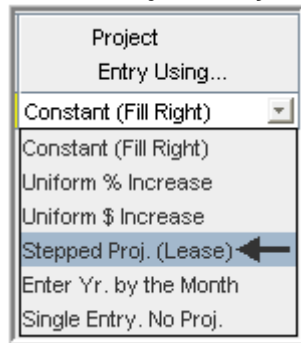 Project
Entry Using...
Constant (Fill Right)
Constant (Fill Right)
Uniform % Increase
Uniform $ Increase
Stepped Proj. (Lease)
Enter Yr. by the Month
Single Entry. No Proj.